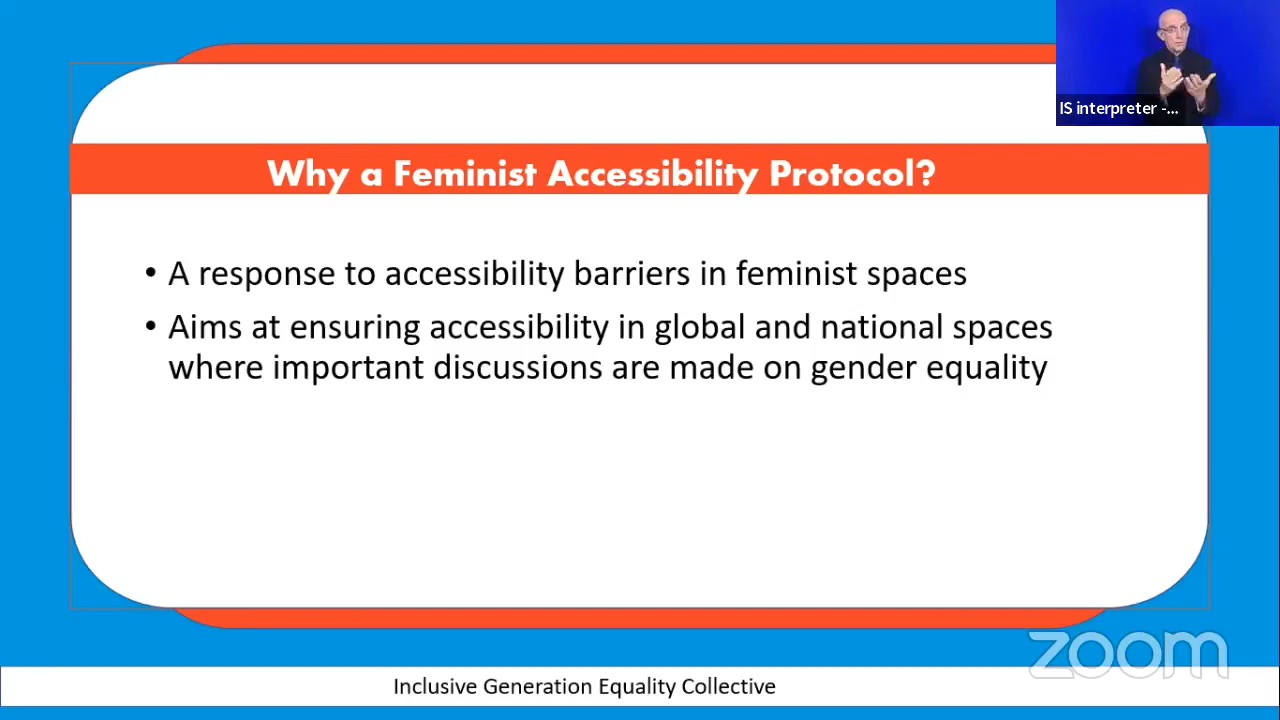 IS interpreter -...
Why a Feminist Accessibility Protocol?
• A response to accessibility barriers in feminist spaces
• Aims at ensuring accessibility in global and national spaces
where important discussions are made on gender equality
zoom
Inclusive Generation Equality Collective